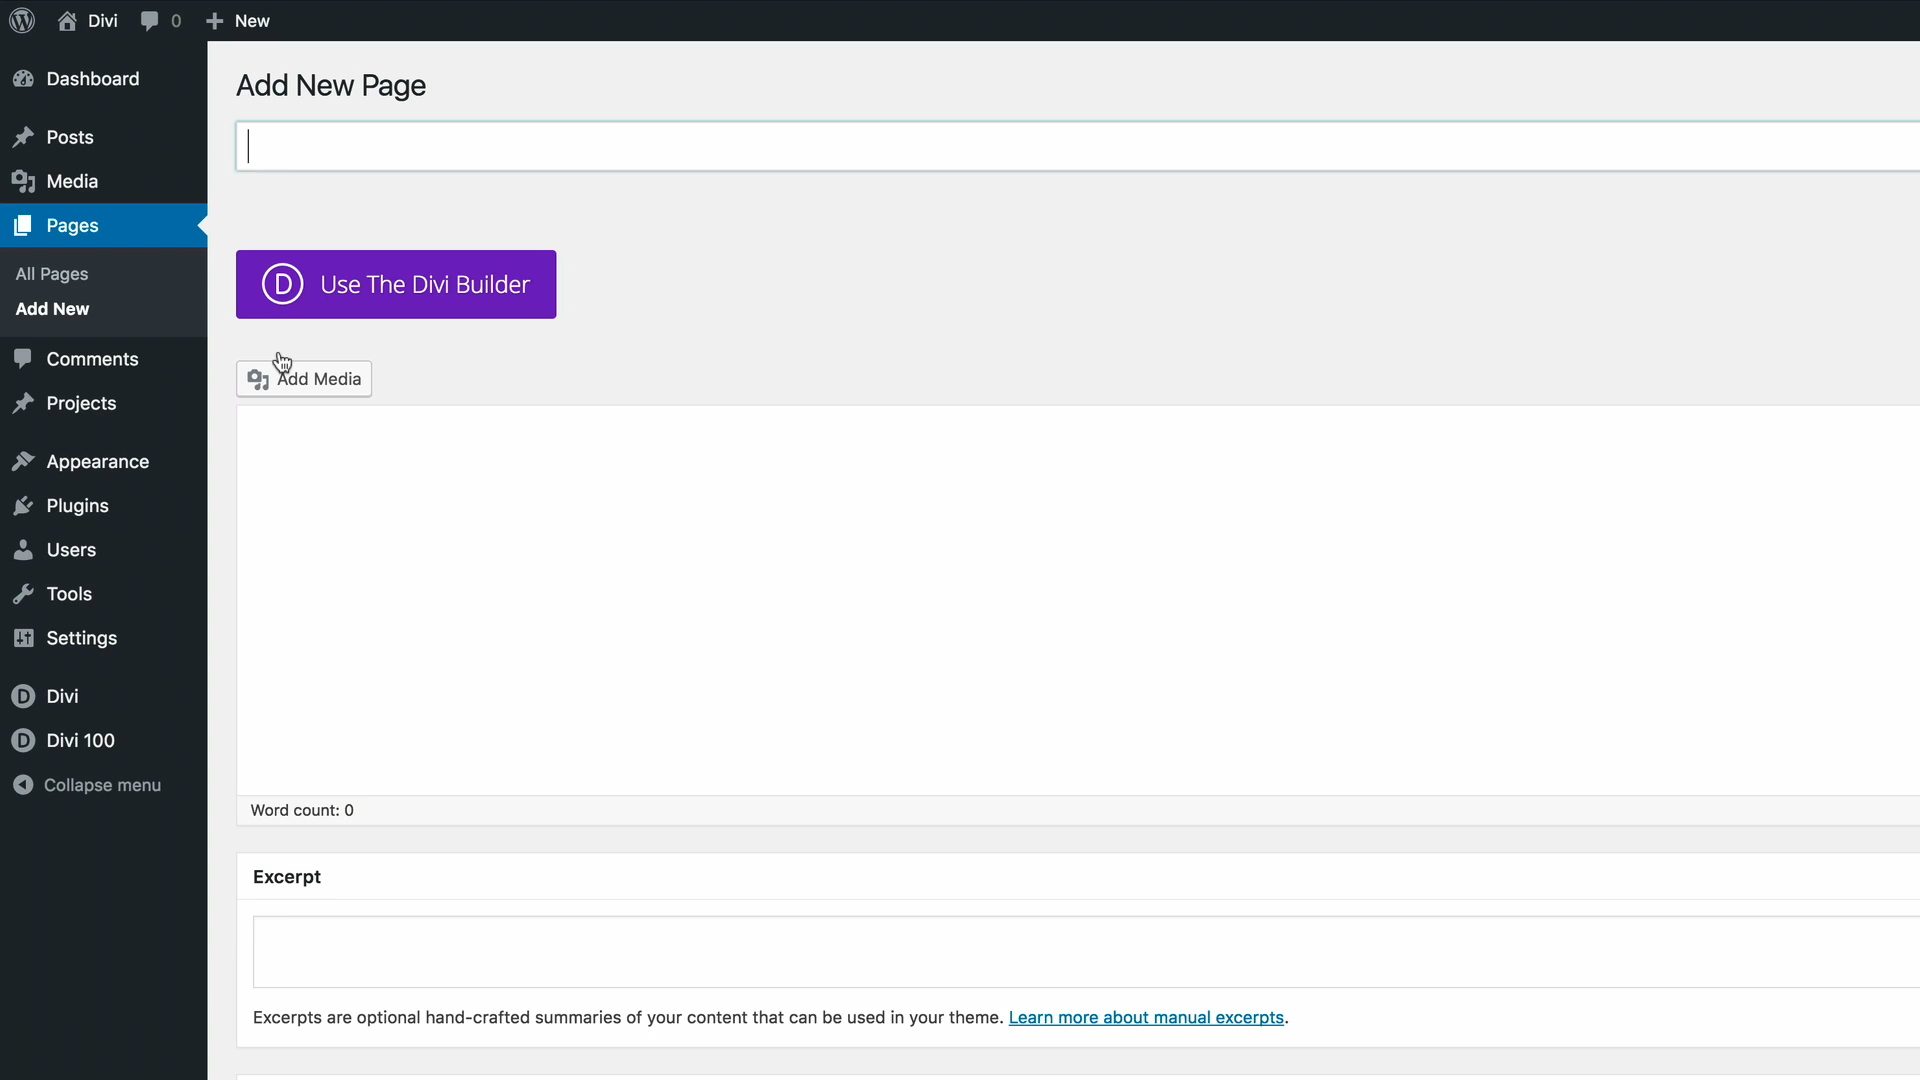 Divi 0 New
Dashboard
Posts
Media
Pages
All Pages
Add New
Comments
Projects
Appearance
Plugins
Users
Tools
Settings
Divi
Divi 100
Collapse menu
Add New Page
Use The Divi Builder
Add Media
Word count: 0
Excerpt
Excerpts are optional hand-crafted summaries of your content that can be used in your theme. Learn more about manual excerpts.